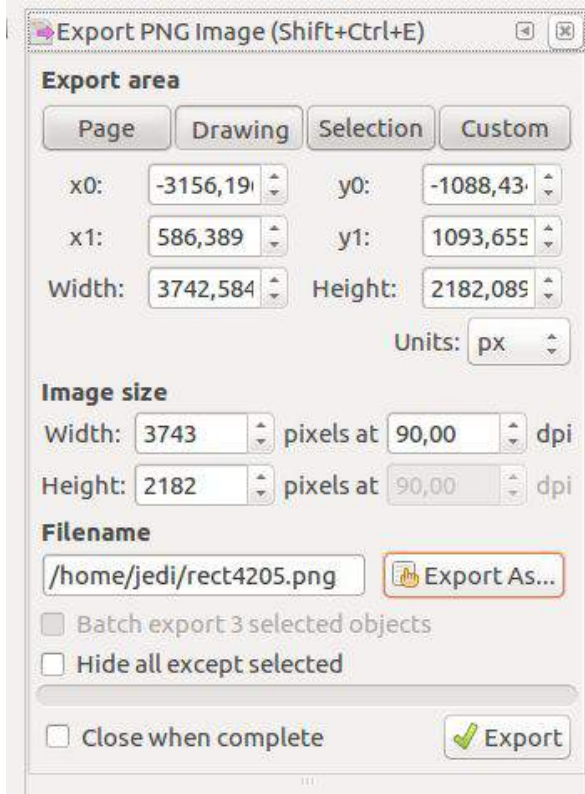 Export PNG Image (Shift+Ctrl+E)
Export area
Page Drawing Selection Custom
x0: -3156,19 y0: -1088,43
x1: 586,389 y1: 1093,655
Width: 3742,584 Height: 2182,089
Units: px
Image size
Width: 3743 pixels at 90,00 dpi
Height: 2182 pixels at 90,00 dpi
Filename
/home/jedi/rect4205.png Export As...
Batch export 3 selected objects
Hide all except selected
Close when complete Export